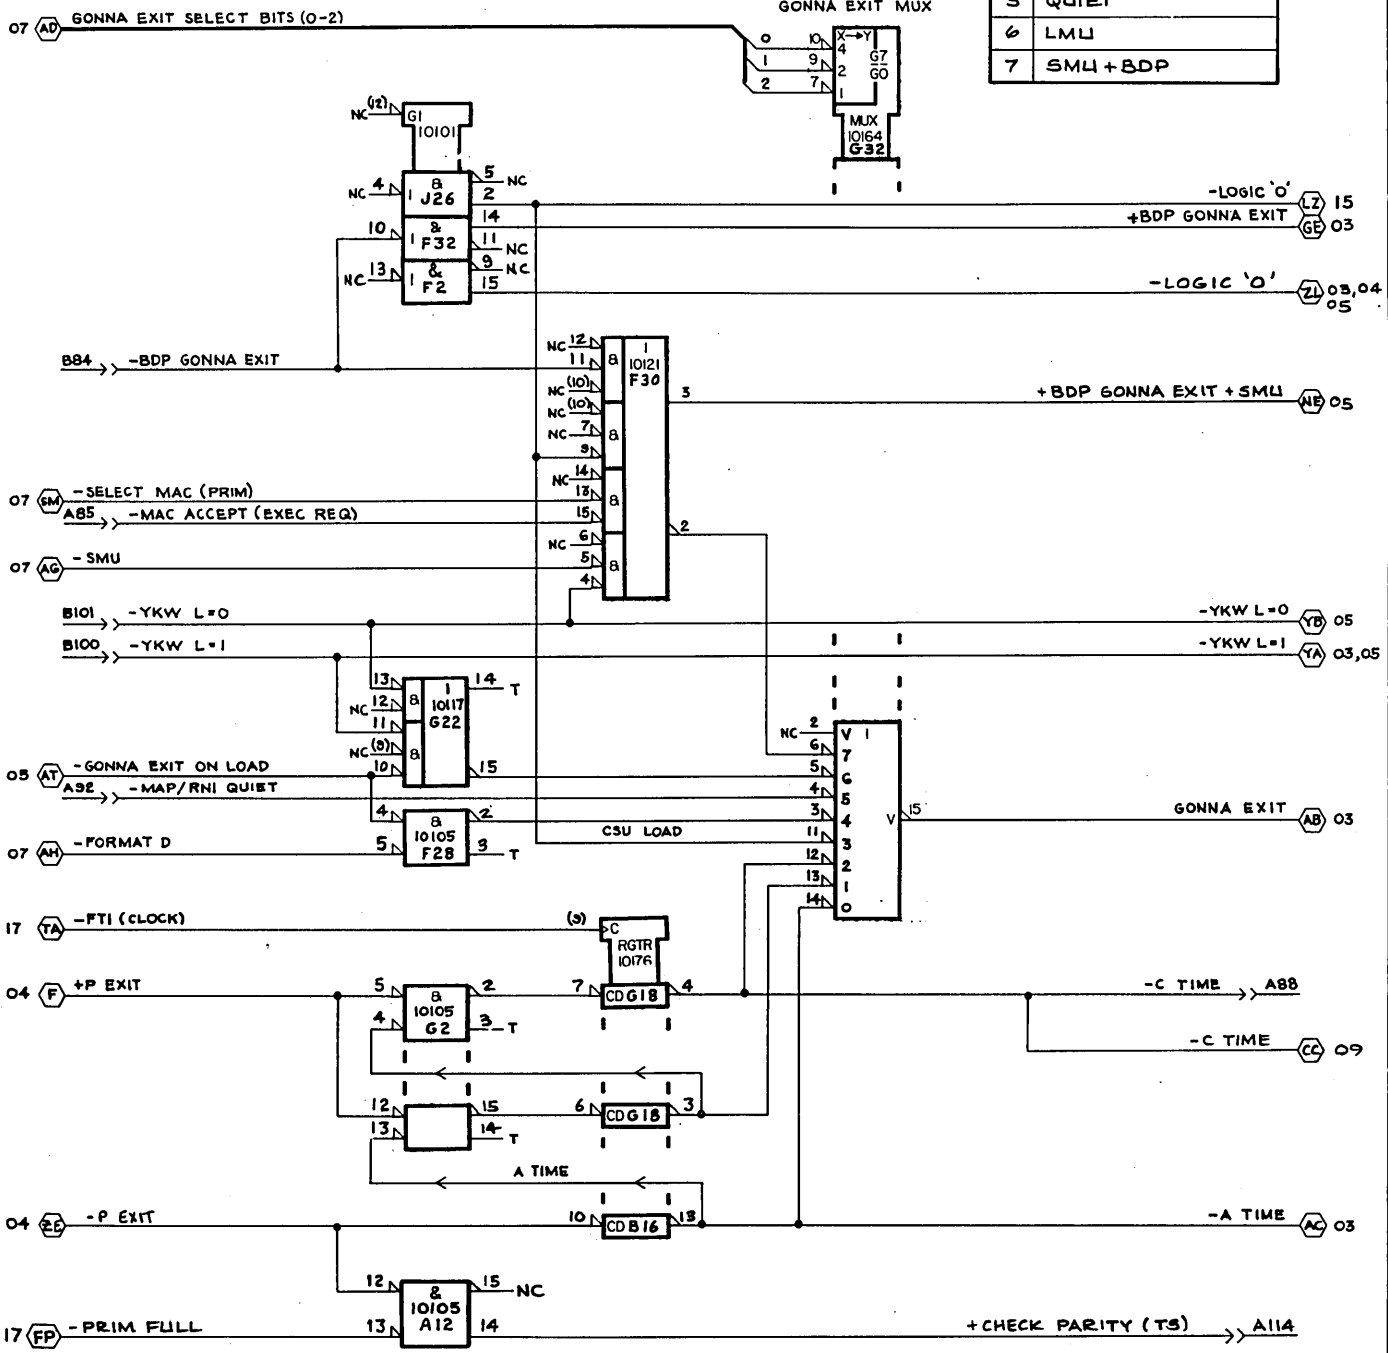 GONNA EXIT MUX
07 AD GONNA EXIT SELECT BITS (0-2)
0 10 X→Y 4
1 9 2 G7
2 7 1 G0
MUX
10164
G32
6 LMU
7 SMU+BDP
NC (12) G1
10101
NC 4 1 & 5 NC
J26 2 -LOGIC '0' LZ 15
14 +BDP GONNA EXIT GE 03
10 1 & F32 11 NC
NC 13 1 & F2 9 NC
15 -LOGIC '0' ZL 03,04
05
B84 -BDP GONNA EXIT
NC 12
11 & 1
10121
F30
NC (10)
3 +BDP GONNA EXIT +SMU NE 05
NC (10)
NC 7 &
9
NC 14
07 SM -SELECT MAC (PRIM) 13 &
A85 -MAC ACCEPT (EXEC REQ) 15
2
NC 6
07 AG -SMU 5 &
4
B101 -YKW L=0 -YKW L=0 YB 05
B100 -YKW L=1 -YKW L=1 YA 03,05
13 1 14 T
NC 12 & 10117
11 G22
NC (9) &
05 AT -GONNA EXIT ON LOAD 10 15
A92 -MAP/RNI QUIET
NC 2 V 1
6 7
5 6
4 5
3 4
CSU LOAD 11 3
12 2
13 1
14 0
V 15 GONNA EXIT AB 03
4 & 2
10105
07 AH -FORMAT D 5 F28 3 T
17 TA -FT1 (CLOCK) (9) C
RGTR
10176
04 F +P EXIT 5 & 2 7 CD G18 4 -C TIME A88
10105
4 G2 3 T
-C TIME CC 09
12 15 6 CD G18 3
13 14 T
A TIME
04 ZE -P EXIT 10 CD B16 13 -A TIME AC 03
12 & 15 NC
10105
A12
17 FP -PRIM FULL 13 14 +CHECK PARITY (T5) A114